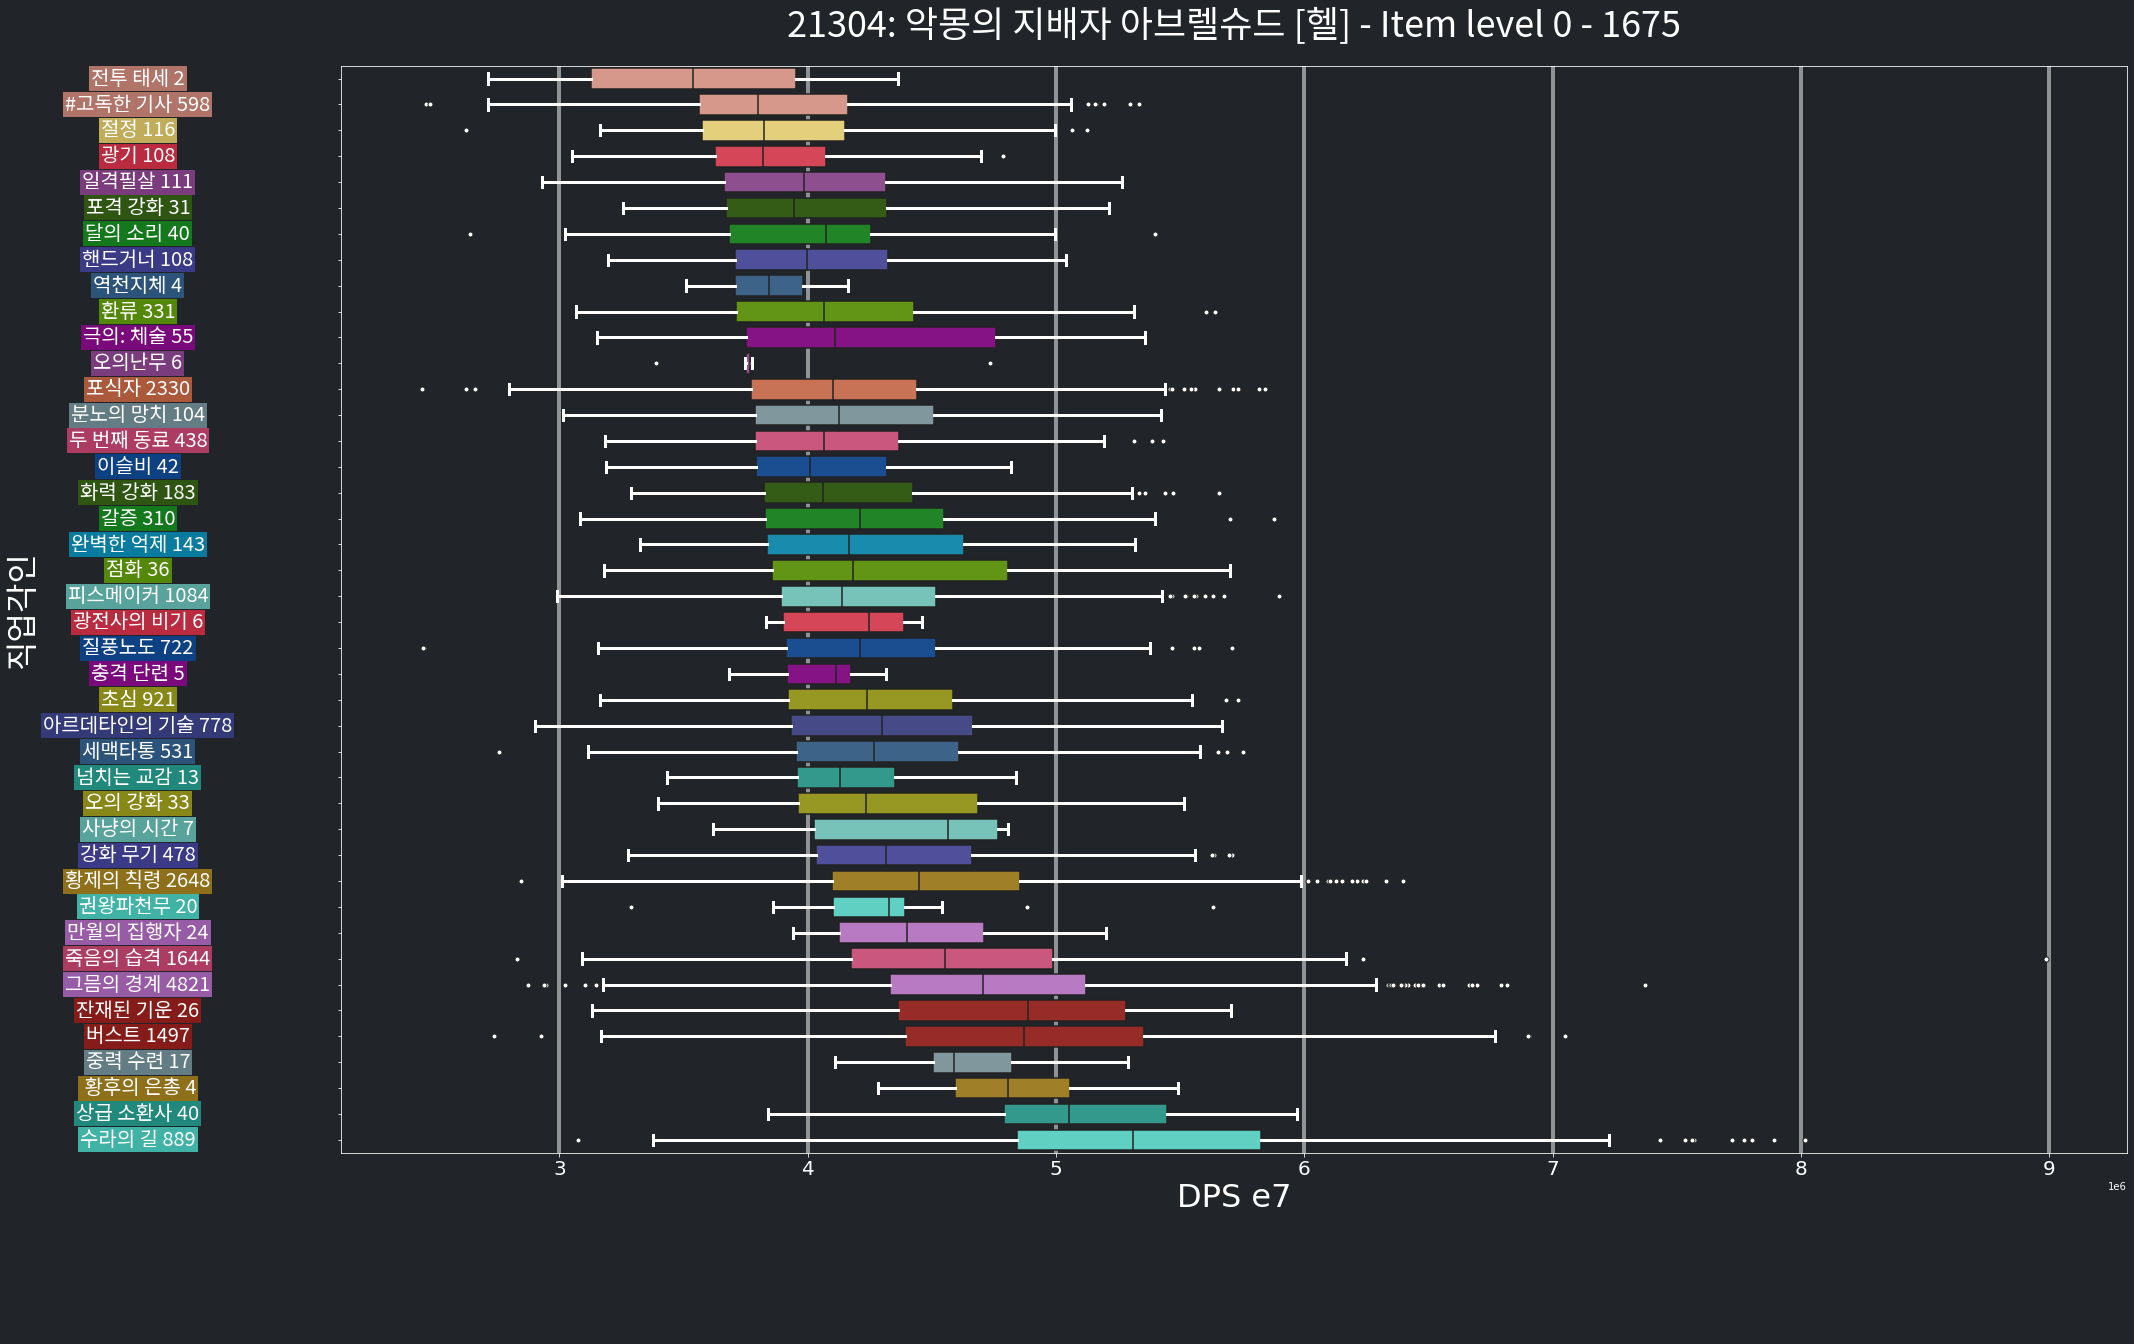 21304: 악몽의 지배자 아브렐슈드 [헬] - Item level 0 - 1675
전투 태세 2
#고독한 기사 598
절정 116
광기 108
일격필살 111
포격 강화 31
달의 소리 40
핸드거너 108
역천지체 4
환류 331
극의: 체술 55
오의난무 6
포식자 2330
분노의 망치 104
두 번째 동료 438
이슬비 42
화력 강화 183
갈증 310
완벽한 억제 143
점화 36
피스메이커 1084
광전사의 비기 6
질풍노도 722
충격 단련 5
초심 921
아르데타인의 기술 778
세맥타통 531
넘치는 교감 13
오의 강화 33
사냥의 시간 7
강화 무기 478
황제의 칙령 2648
권왕파천무 20
만월의 집행자 24
죽음의 습격 1644
그믐의 경계 4821
잔재된 기운 26
버스트 1497
중력 수련 17
황후의 은총 4
상급 소환사 40
수라의 길 889
직업각인
3 4 5 6 7 8 9
DPS e7
1e6